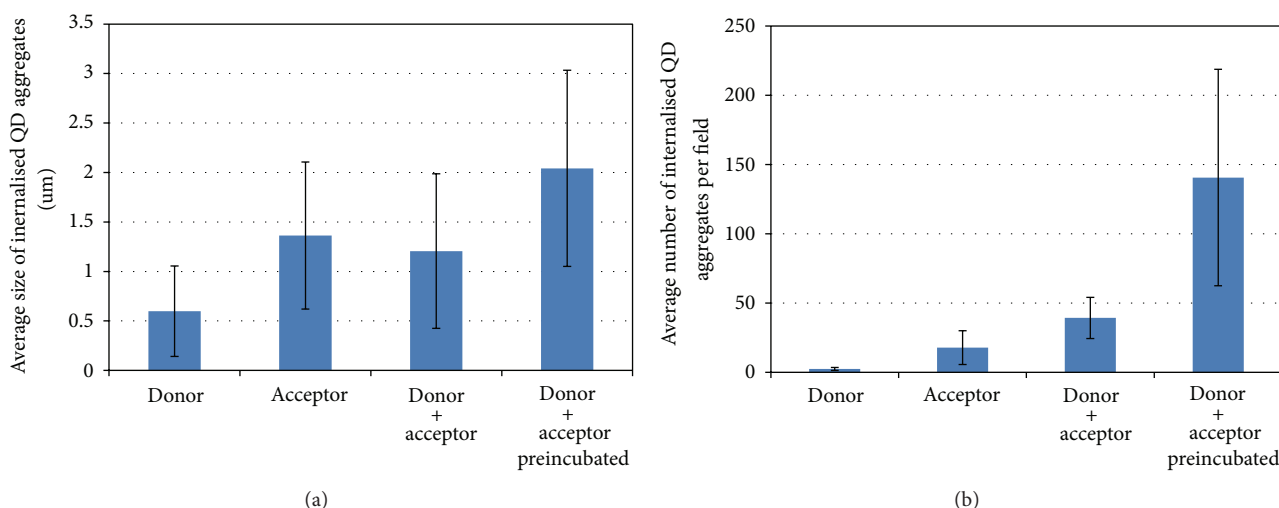 Average size of inernalised QD aggregates
(um)
3.5
3
2.5
2
1.5
1
0.5
0
Donor
Acceptor
Donor
+
acceptor
Donor
+
acceptor
preincubated
(a)
Average number of internalised QD
aggregates per field
250
200
150
100
50
0
Donor
Acceptor
Donor
+
acceptor
Donor
+
acceptor
preincubated
(b)